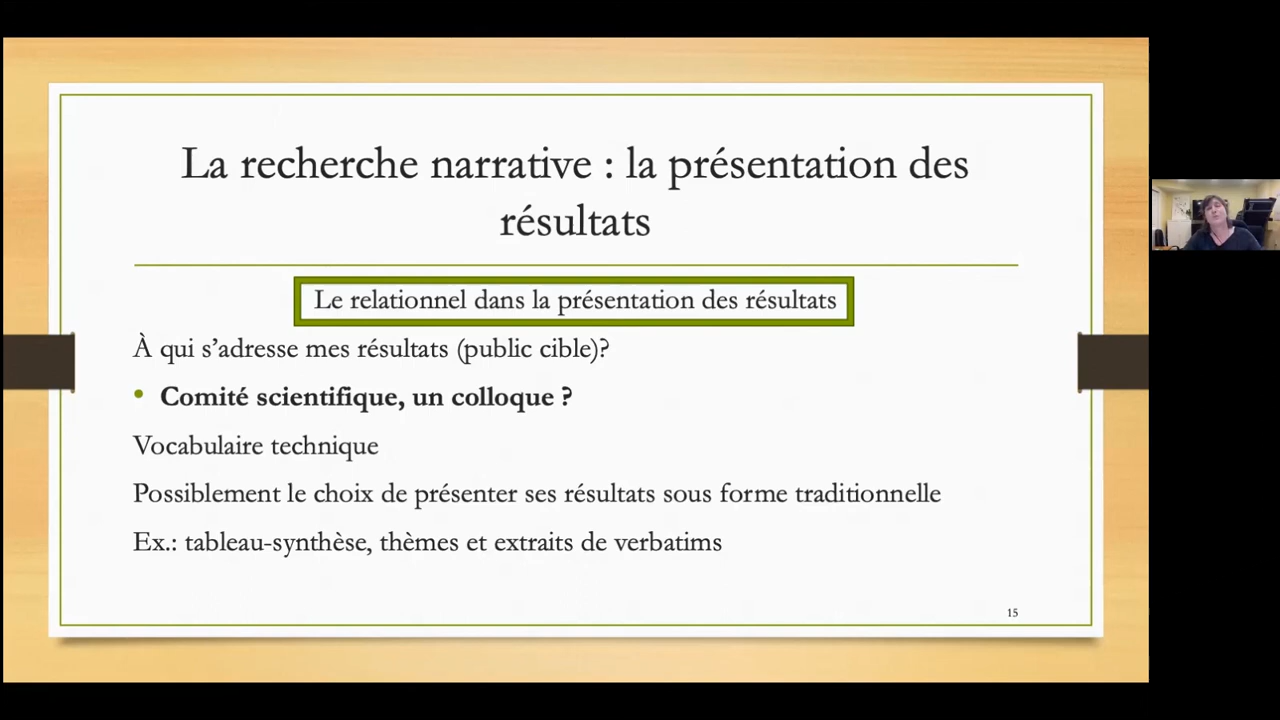 La recherche narrative : la présentation des
résultats
Le relationnel dans la présentation des résultats
À qui s’adresse mes résultats (public cible)?
• Comité scientifique, un colloque ?
Vocabulaire technique
Possiblement le choix de présenter ses résultats sous forme traditionnelle
Ex.: tableau-synthèse, thèmes et extraits de verbatims
15